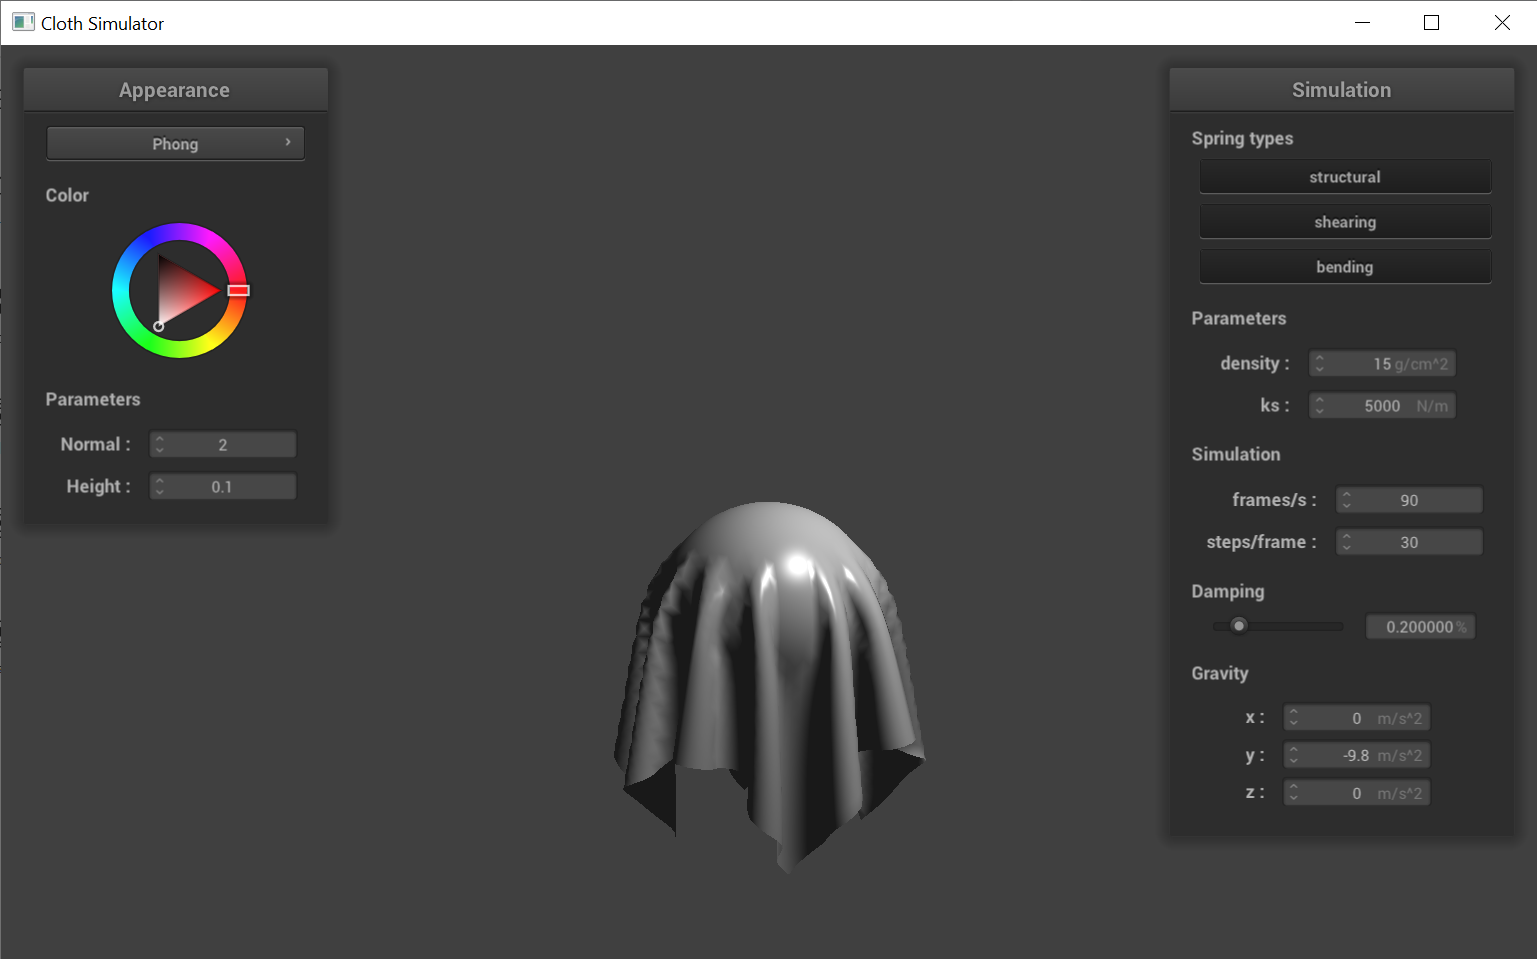 Cloth Simulator
Appearance
Phong
Color
Parameters
Normal : 2
Height : 0.1
Simulation
Spring types
structural
shearing
bending
Parameters
density : 15 g/cm^2
ks : 5000 N/m
Simulation
frames/s : 90
steps/frame : 30
Damping
0.200000 %
Gravity
x : 0 m/s^2
y : -9.8 m/s^2
z : 0 m/s^2